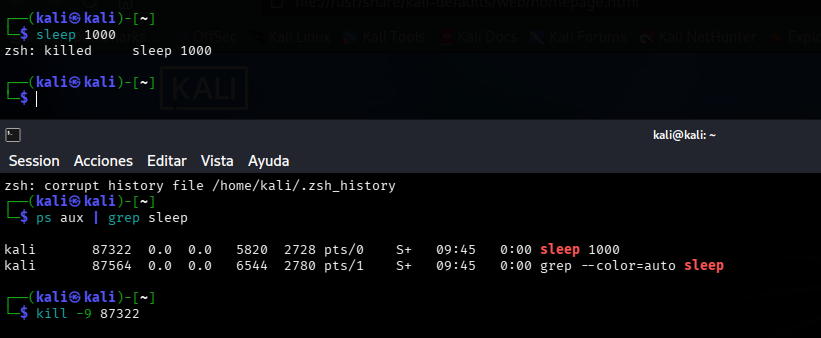 file:///usr/share/kali-defaults/web/homepage.html
┌──(kali㉿kali)-[~]
└─$ sleep 1000
OffSec Kali Linux Kali Tools Kali Docs Kali Forums Kali NetHunter
zsh: killed     sleep 1000
┌──(kali㉿kali)-[~]
└─$
KALI
kali@kali: ~
Session Acciones Editar Vista Ayuda
zsh: corrupt history file /home/kali/.zsh_history
┌──(kali㉿kali)-[~]
└─$ ps aux | grep sleep
kali       87322  0.0  0.0   5820  2728 pts/0    S+   09:45   0:00 sleep 1000
kali       87564  0.0  0.0   6544  2780 pts/1    S+   09:45   0:00 grep --color=auto sleep
┌──(kali㉿kali)-[~]
└─$ kill -9 87322